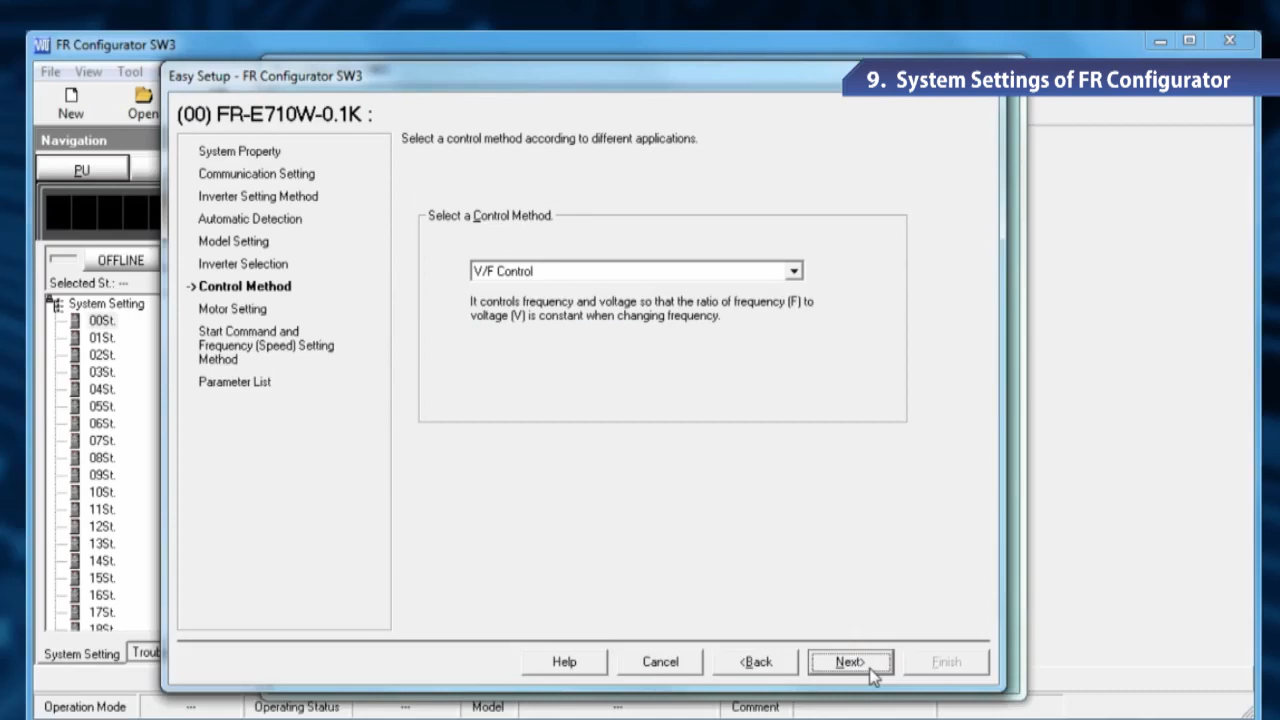 FR Configurator SW3
File View Tool
Easy Setup - FR Configurator SW3
9. System Settings of FR Configurator
New
Open
(00) FR-E710W-0.1K :
Navigation
PU
OFFLINE
Selected St.: ---
System Setting
00St.
01St.
02St.
03St.
04St.
05St.
06St.
07St.
08St.
09St.
10St.
11St.
12St.
13St.
14St.
15St.
16St.
17St.
18St.
System Setting
System Property
Communication Setting
Inverter Setting Method
Automatic Detection
Model Setting
Inverter Selection
-> Control Method
Motor Setting
Start Command and
Frequency (Speed) Setting
Method
Parameter List
Select a control method according to different applications.
Select a Control Method.
V/F Control
It controls frequency and voltage so that the ratio of frequency (F) to
voltage (V) is constant when changing frequency.
Help
Cancel
<Back
Next>
Finish
Operation Mode --- Operating Status --- Model --- Comment